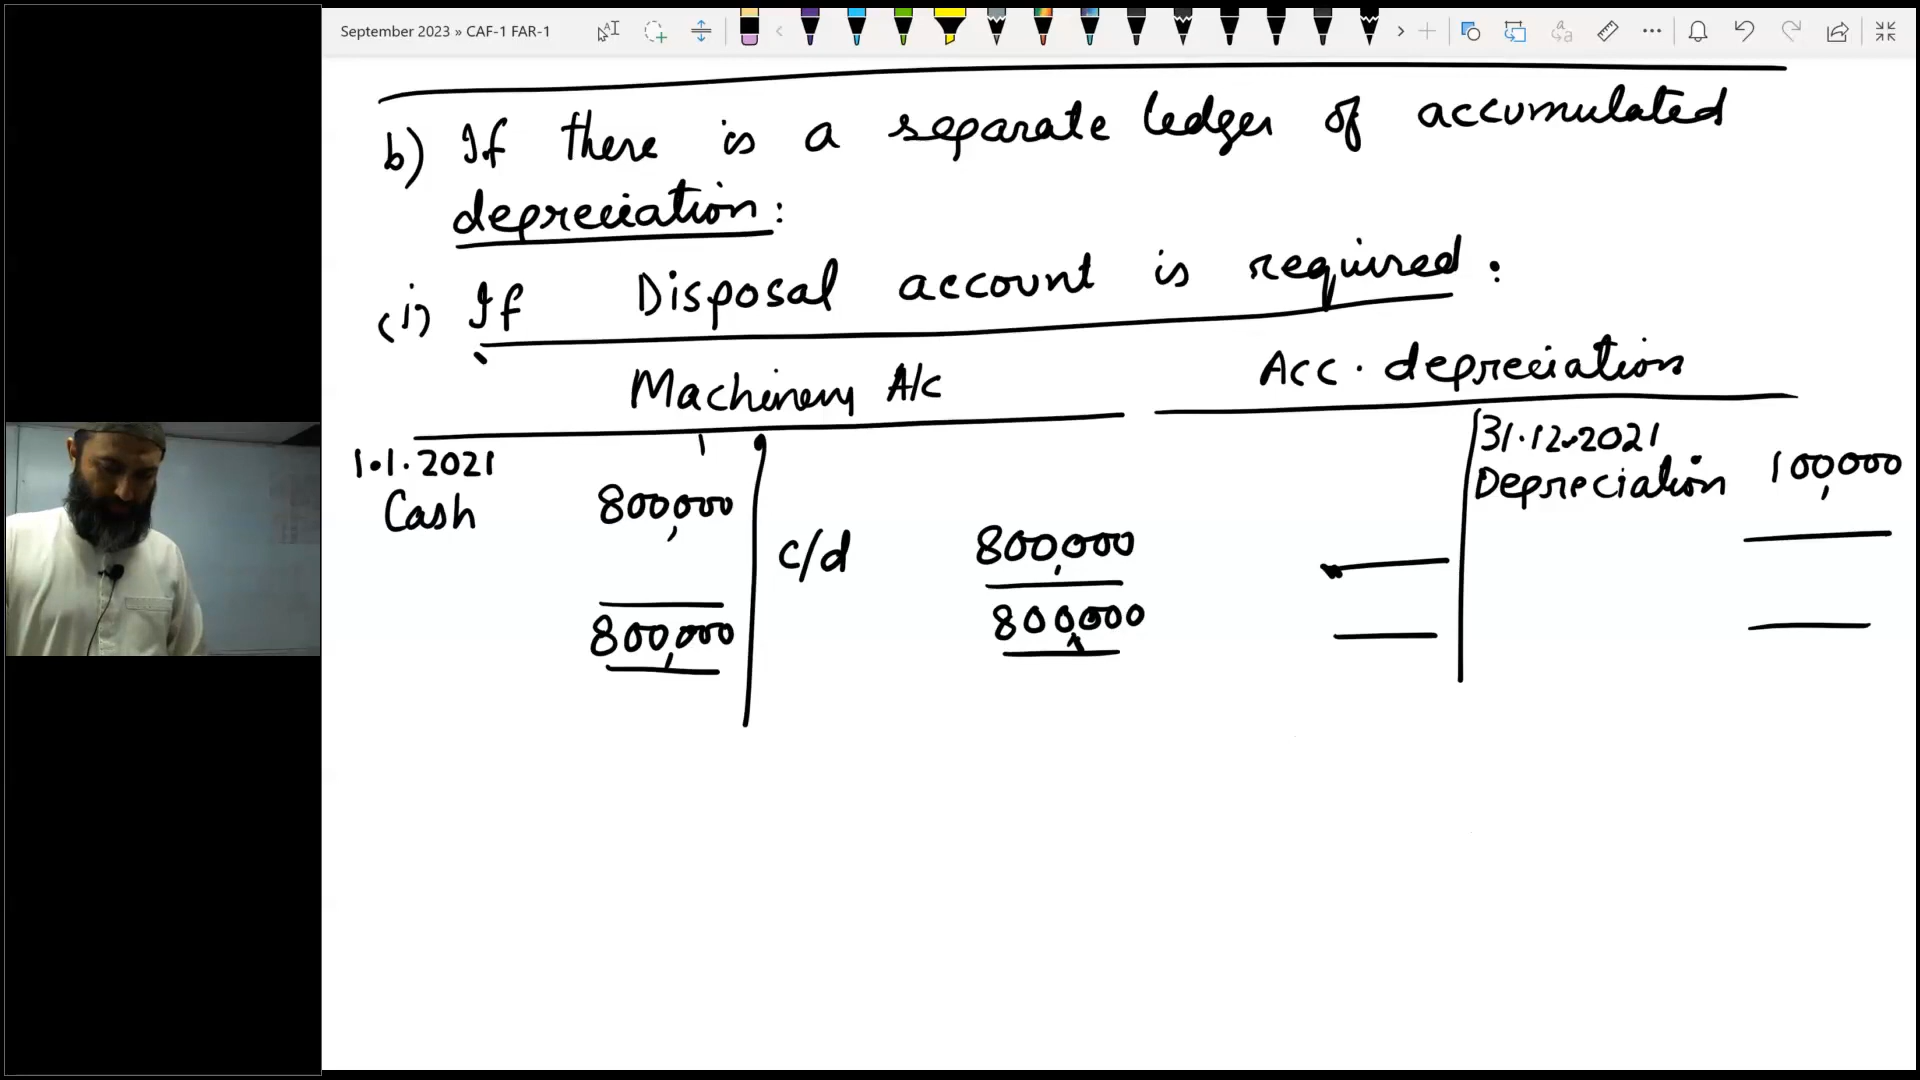 September 2023 » CAF-1 FAR-1
b) If there is a separate ledger of accumulated
depreciation:
(i) If Disposal account is required.
Machinery A/c
Acc. depreciation
1.1.2021
Cash 800,000
c/d 800,000
800,000 800,000
31.12.2021
Depreciation 100,000